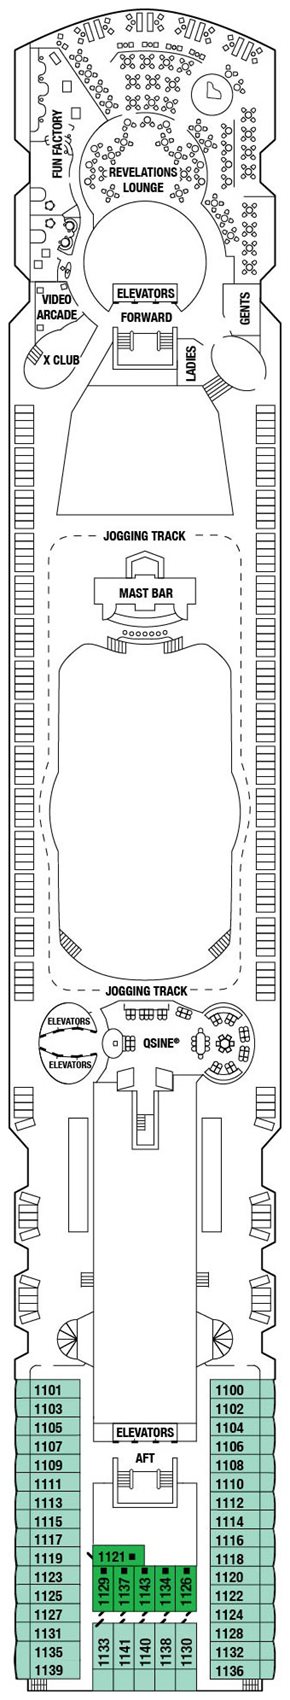 FUN FACTORY
REVELATIONS
LOUNGE
ELEVATORS
FORWARD
VIDEO
ARCADE
GENTS
X CLUB
LADIES
JOGGING TRACK
MAST BAR
JOGGING TRACK
ELEVATORS
ELEVATORS
QSINE®
ELEVATORS
AFT
1101
1103
1105
1107
1109
1111
1113
1115
1117
1119
1123
1125
1127
1131
1135
1139
1121
1129
1137
1143
1134
1126
1133
1141
1140
1138
1130
1100
1102
1104
1106
1108
1110
1112
1114
1116
1118
1120
1122
1124
1128
1132
1136